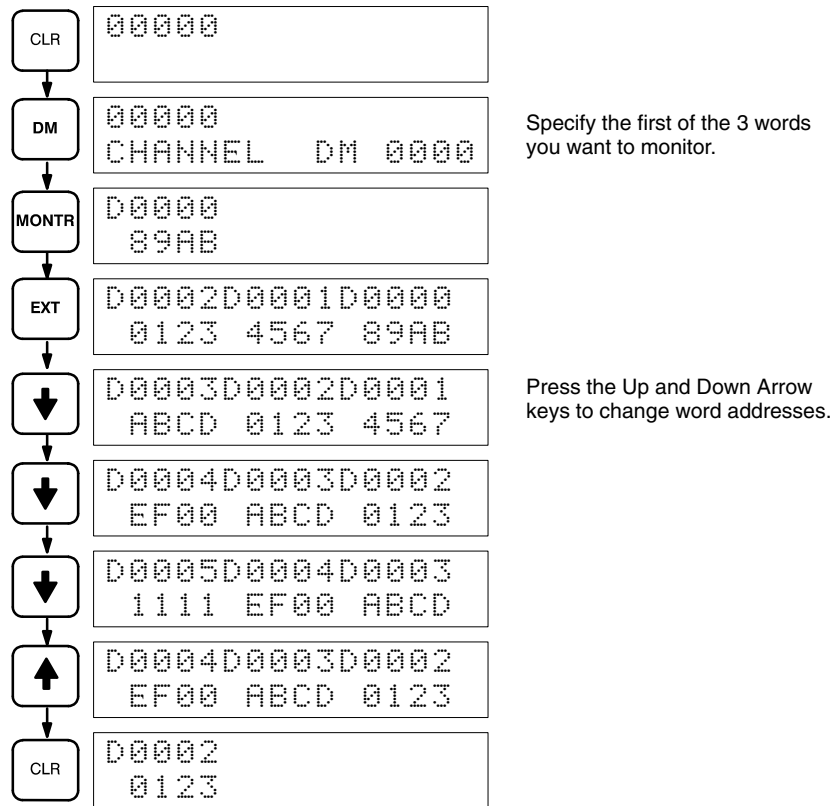 CLR
00000
DM
00000
CHANNEL DM 0000
Specify the first of the 3 words
you want to monitor.
MONTR
D0000
89AB
EXT
D0002D0001D0000
0123 4567 89AB
D0003D0002D0001
ABCD 0123 4567
Press the Up and Down Arrow
keys to change word addresses.
D0004D0003D0002
EF00 ABCD 0123
D0005D0004D0003
1111 EF00 ABCD
D0004D0003D0002
EF00 ABCD 0123
CLR
D0002
0123